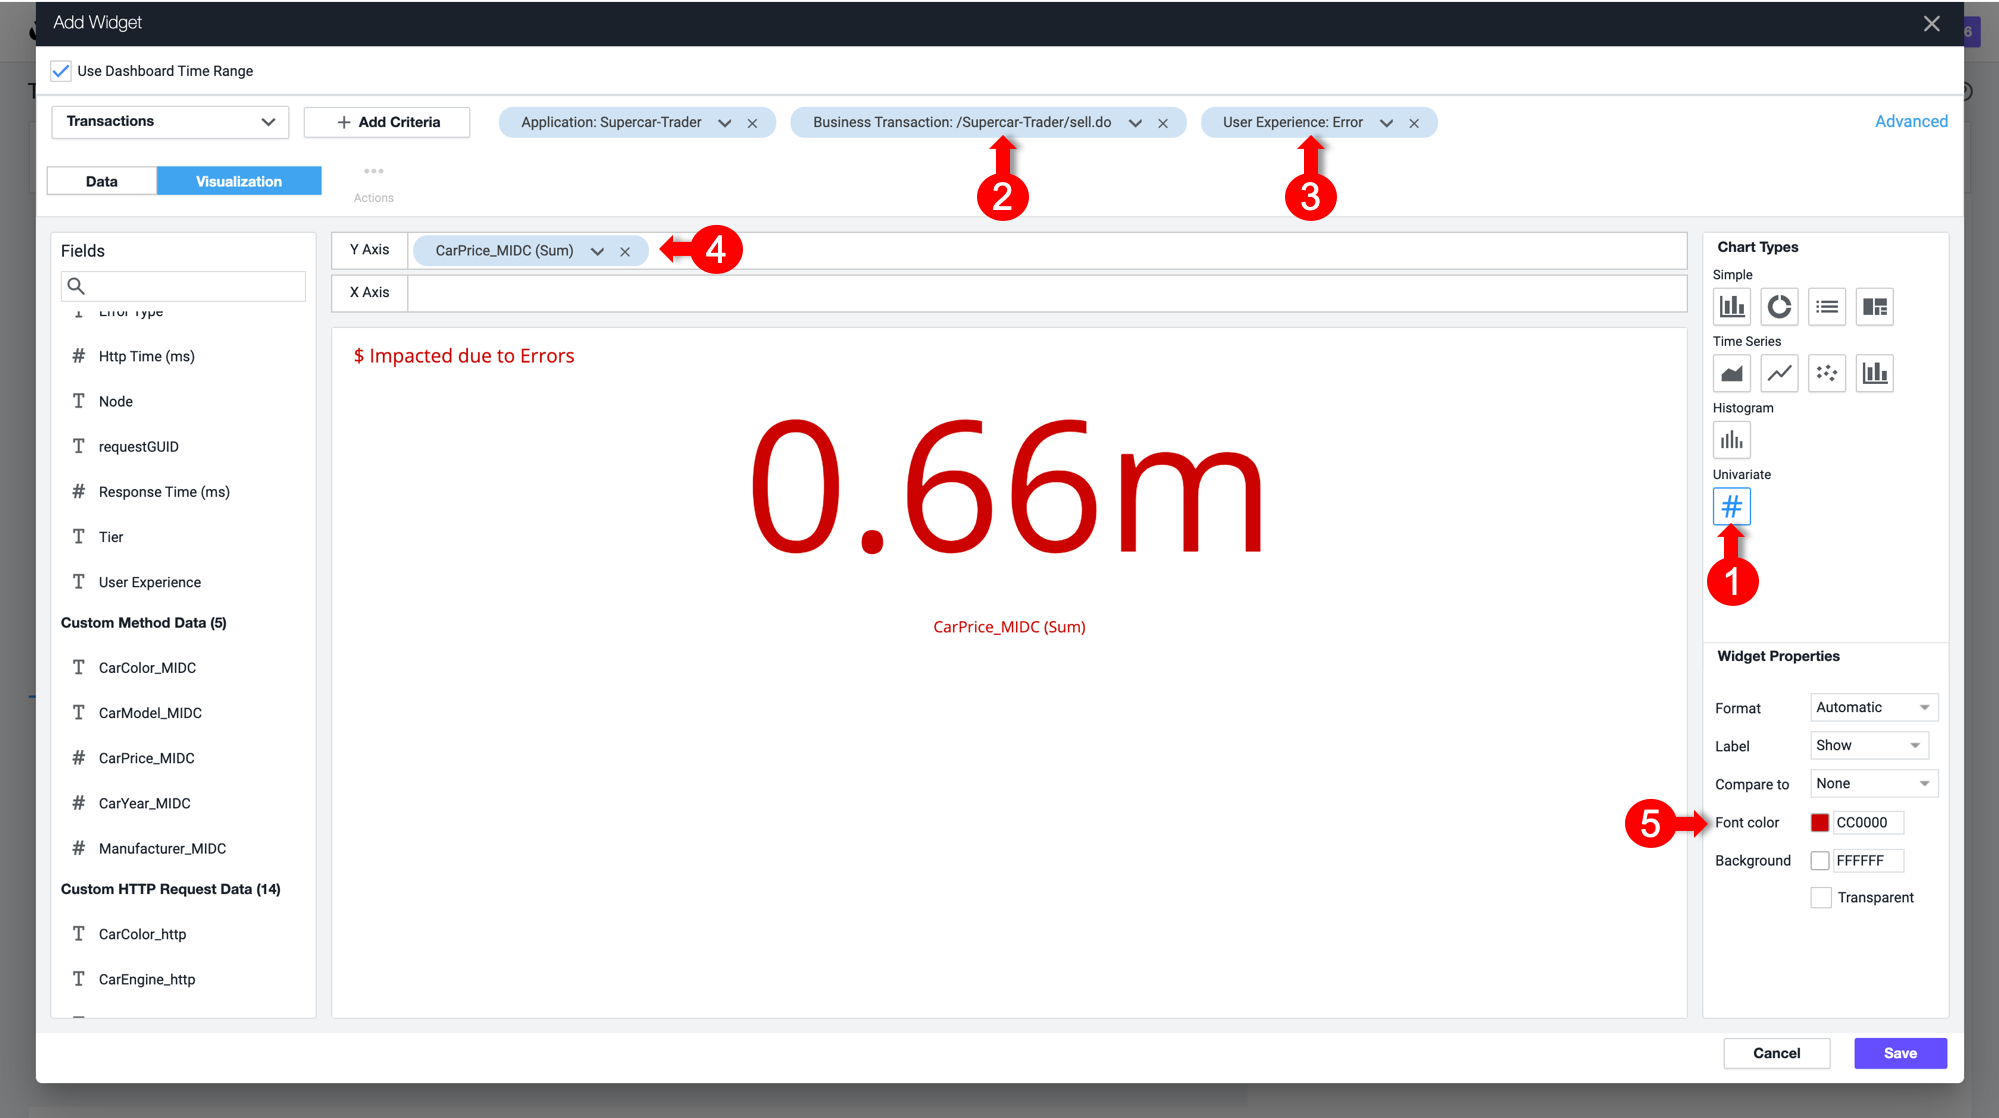 Add Widget
6
T
Use Dashboard Time Range
Transactions
+ Add Criteria
Application: Supercar-Trader
Business Transaction: /Supercar-Trader/sell.do
User Experience: Error
Advanced
2
3
Data
Visualization
Actions
Fields
Error Type
# Http Time (ms)
T Node
T requestGUID
# Response Time (ms)
T Tier
T User Experience
Custom Method Data (5)
T CarColor_MIDC
T CarModel_MIDC
# CarPrice_MIDC
# CarYear_MIDC
# Manufacturer_MIDC
Custom HTTP Request Data (14)
T CarColor_http
T CarEngine_http
Y Axis
CarPrice_MIDC (Sum)
4
X Axis
$ Impacted due to Errors
0.66m
CarPrice_MIDC (Sum)
Chart Types
Simple
Time Series
Histogram
Univariate
#
1
Widget Properties
Format Automatic
Label Show
Compare to None
5
Font color CC0000
Background FFFFFF
Transparent
Cancel
Save